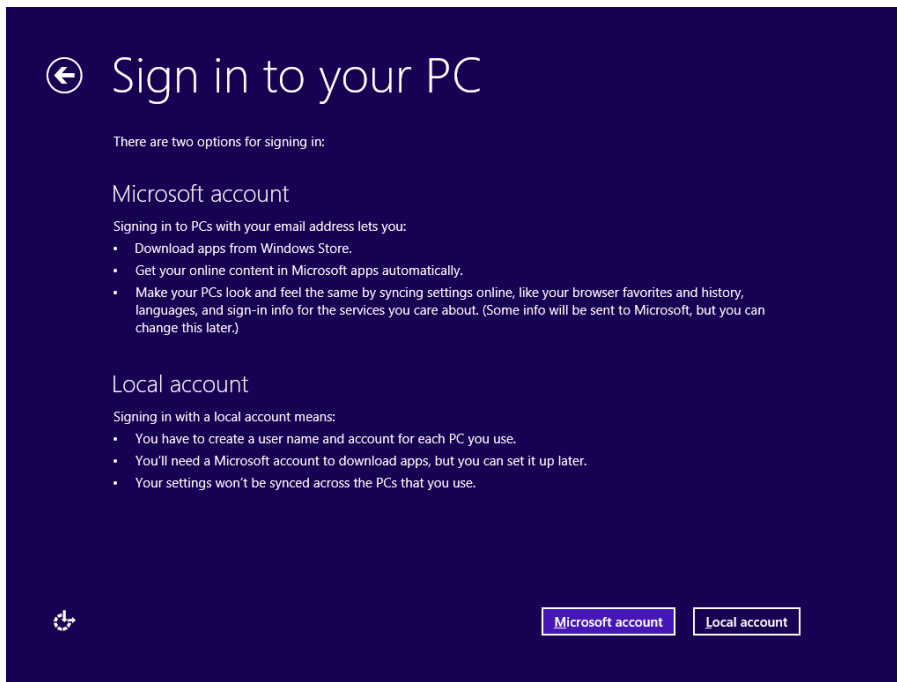 Sign in to your PC
There are two options for signing in:
Microsoft account
Signing in to PCs with your email address lets you:
• Download apps from Windows Store.
• Get your online content in Microsoft apps automatically.
• Make your PCs look and feel the same by syncing settings online, like your browser favorites and history,
languages, and sign-in info for the services you care about. (Some info will be sent to Microsoft, but you can
change this later.)
Local account
Signing in with a local account means:
• You have to create a user name and account for each PC you use.
• You'll need a Microsoft account to download apps, but you can set it up later.
• Your settings won't be synced across the PCs that you use.
Microsoft account
Local account